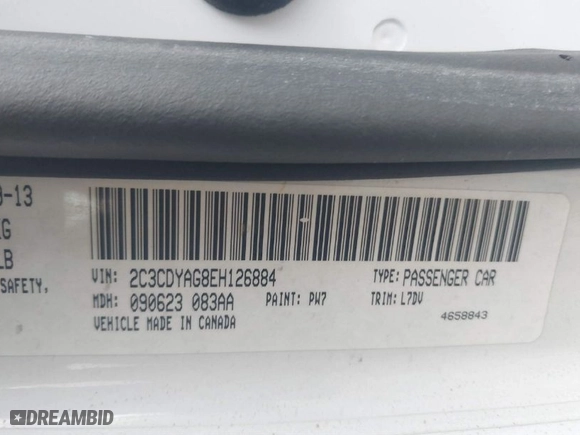 -13
KG
LB
SAFETY,
VIN: 2C3CDYAG8EH126884
TYPE: PASSENGER CAR
MDH: 090623 083AA
PAINT: PW7
TRIM: L7DV
VEHICLE MADE IN CANADA
4658843
DREAMBID